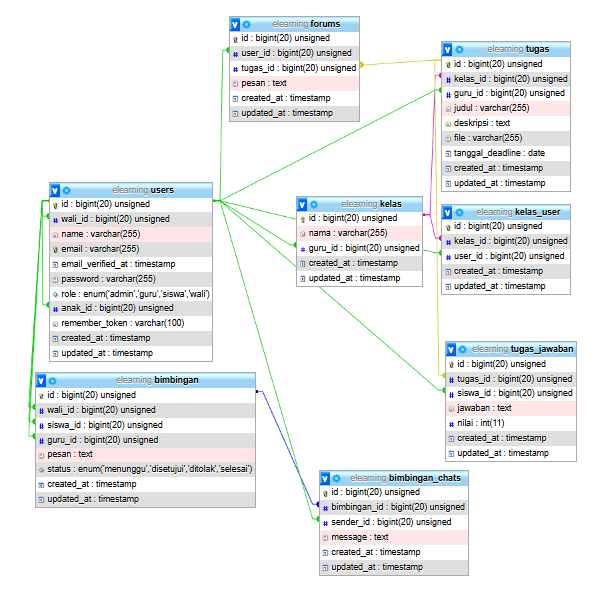 elearning forums
id : bigint(20) unsigned
user_id : bigint(20) unsigned
tugas_id : bigint(20) unsigned
pesan : text
created_at : timestamp
updated_at : timestamp
elearning tugas
id : bigint(20) unsigned
kelas_id : bigint(20) unsigned
guru_id : bigint(20) unsigned
judul : varchar(255)
deskripsi : text
file : varchar(255)
tanggal_deadline : date
created_at : timestamp
updated_at : timestamp
elearning users
id : bigint(20) unsigned
wali_id : bigint(20) unsigned
name : varchar(255)
email : varchar(255)
email_verified_at : timestamp
password : varchar(255)
role : enum('admin','guru','siswa','wali')
anak_id : bigint(20) unsigned
remember_token : varchar(100)
created_at : timestamp
updated_at : timestamp
elearning kelas
id : bigint(20) unsigned
nama : varchar(255)
guru_id : bigint(20) unsigned
created_at : timestamp
updated_at : timestamp
elearning kelas_user
id : bigint(20) unsigned
kelas_id : bigint(20) unsigned
user_id : bigint(20) unsigned
created_at : timestamp
updated_at : timestamp
elearning tugas_jawaban
id : bigint(20) unsigned
tugas_id : bigint(20) unsigned
siswa_id : bigint(20) unsigned
jawaban : text
nilai : int(11)
created_at : timestamp
updated_at : timestamp
elearning bimbingan
id : bigint(20) unsigned
wali_id : bigint(20) unsigned
siswa_id : bigint(20) unsigned
guru_id : bigint(20) unsigned
pesan : text
status : enum('menunggu','disetujui','ditolak','selesai')
created_at : timestamp
updated_at : timestamp
elearning bimbingan_chats
id : bigint(20) unsigned
bimbingan_id : bigint(20) unsigned
sender_id : bigint(20) unsigned
message : text
created_at : timestamp
updated_at : timestamp